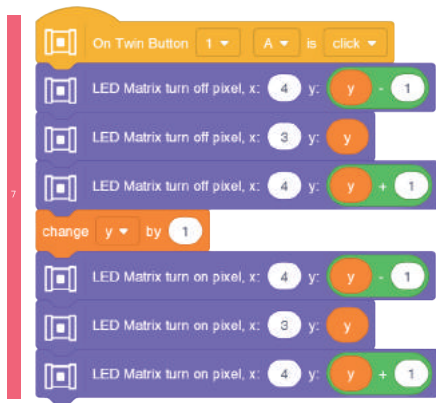 On Twin Button 1 A is click
LED Matrix turn off pixel, x: 4 y: y - 1
LED Matrix turn off pixel, x: 3 y: y
LED Matrix turn off pixel, x: 4 y: y + 1
7
change y by 1
LED Matrix turn on pixel, x: 4 y: y - 1
LED Matrix turn on pixel, x: 3 y: y
LED Matrix turn on pixel, x: 4 y: y + 1